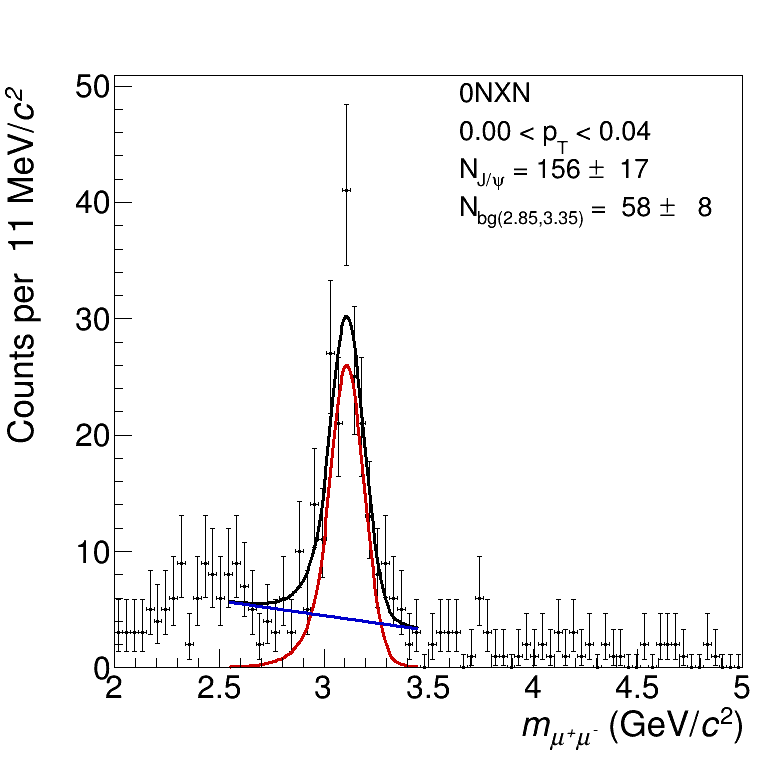 50
40
30
20
10
0
Counts per 11 MeV/c²
0NXN
0.00 < p_T < 0.04
N_J/ψ = 156 ± 17
N_bg(2.85,3.35) = 58 ± 8
2 2.5 3 3.5 4 4.5 5
m_μ⁺μ⁻ (GeV/c²)